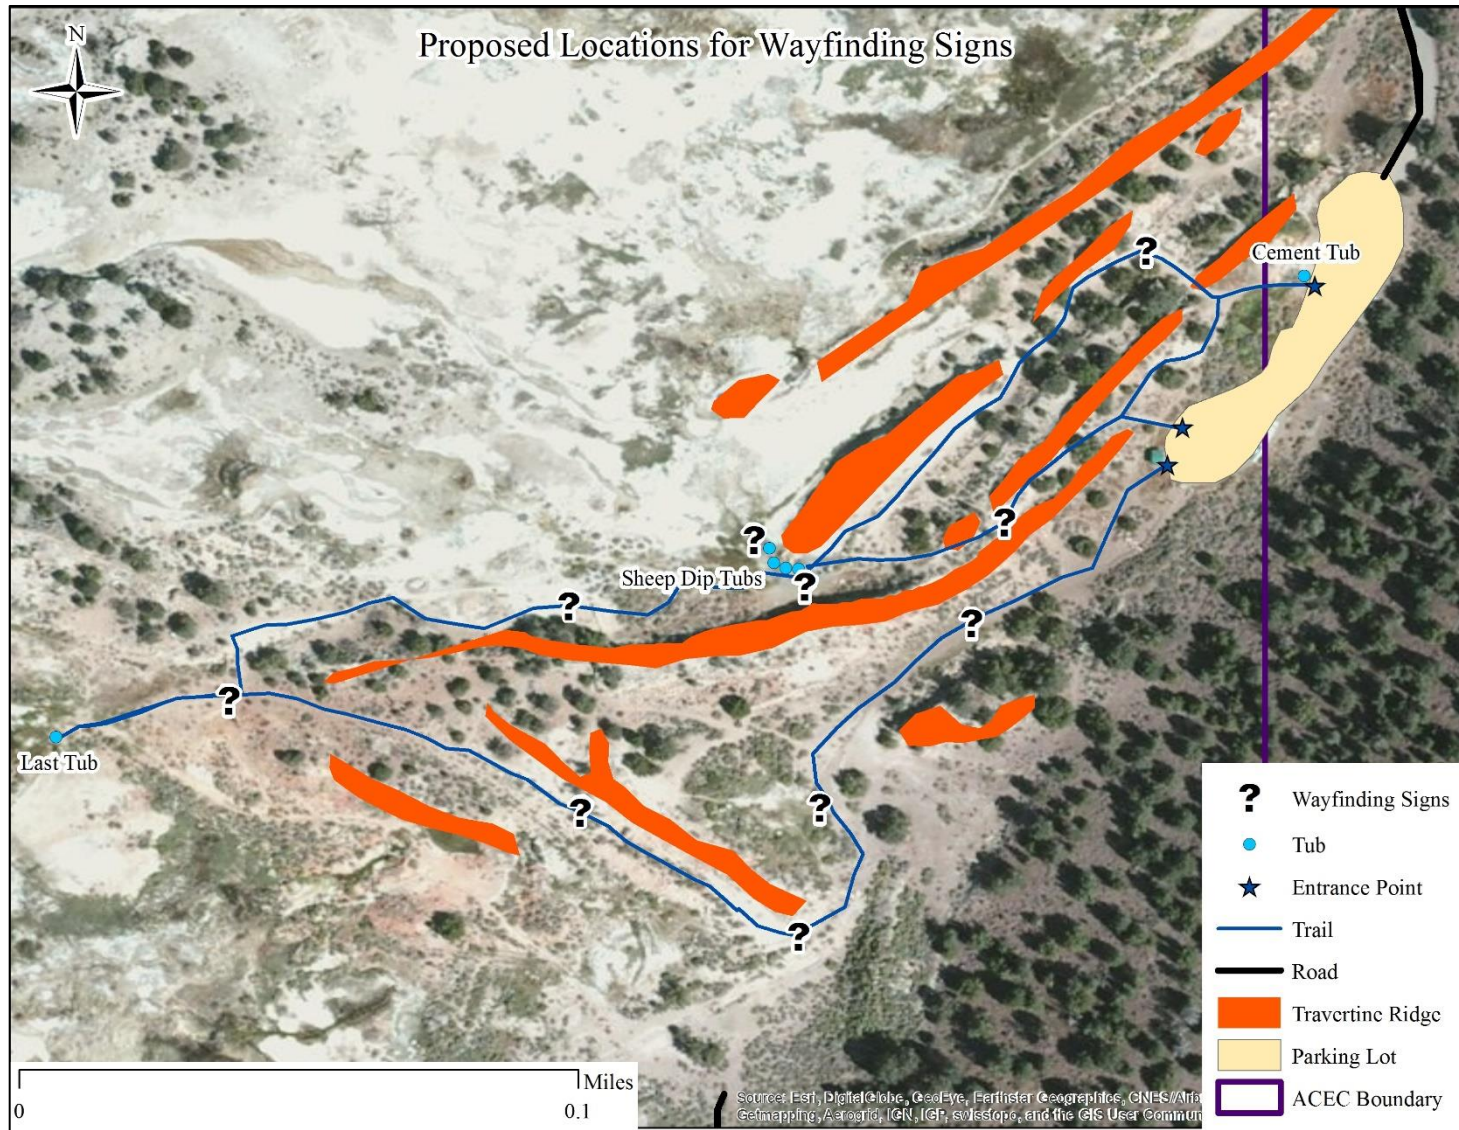 Proposed Locations for Wayfinding Signs
N
Cement Tub
Sheep Dip Tubs
Last Tub
? Wayfinding Signs
Tub
Entrance Point
Trail
Road
Travertine Ridge
Parking Lot
ACEC Boundary
Miles
0 0.1
Source: Esri, DigitalGlobe, GeoEye, Earthstar Geographics, CNES/Airb
Getmapping, Aerogrid, IGN, IGP, swisstopo, and the GIS User Commun